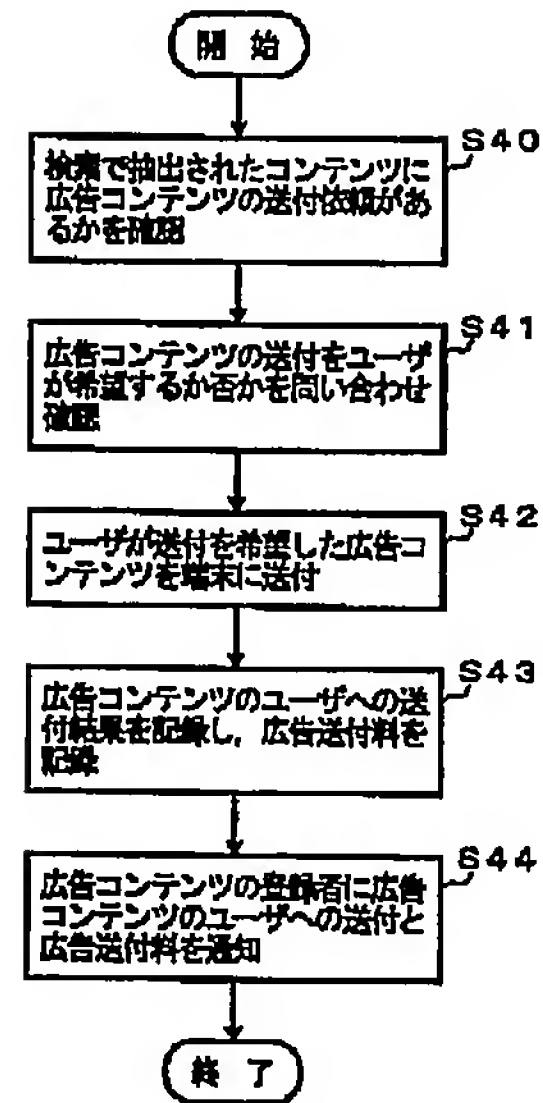 開 始
S40
検索で抽出されたコンテンツに
広告コンテンツの送付依頼があ
るかを確認
S41
広告コンテンツの送付をユーザ
が希望するか否かを問い合わせ
確認
S42
ユーザが送付を希望した広告コ
ンテンツを端末に送付
S43
広告コンテンツのユーザへの送
付結果を記録し，広告送付料を
記録
S44
広告コンテンツの登録者に広告
コンテンツのユーザへの送付と
広告送付料を通知
終 了